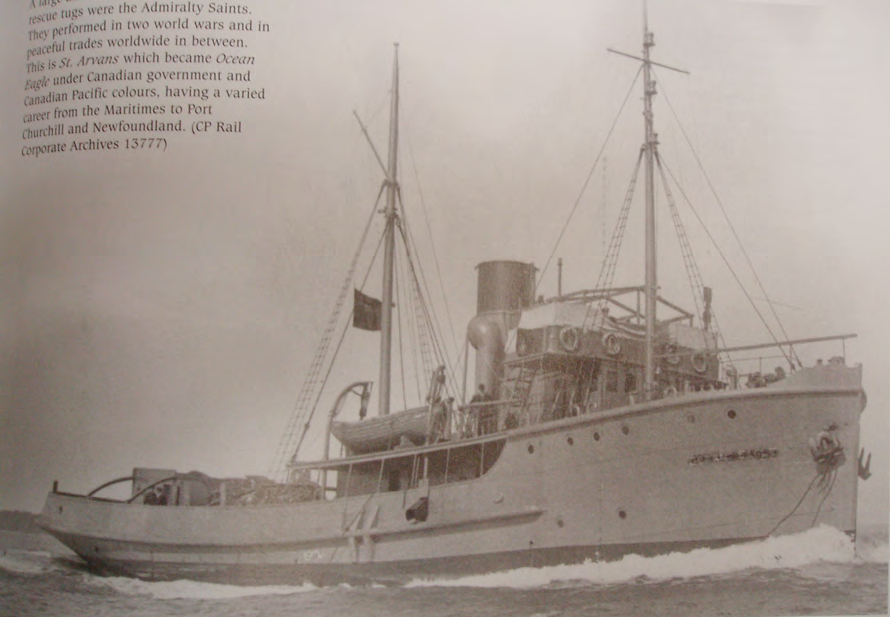 A large
rescue tugs were the Admiralty Saints.
They performed in two world wars and in
peaceful trades worldwide in between.
This is St. Arvans which became Ocean
Eagle under Canadian government and
Canadian Pacific colours, having a varied
career from the Maritimes to Port
Churchill and Newfoundland. (CP Rail
Corporate Archives 13777)